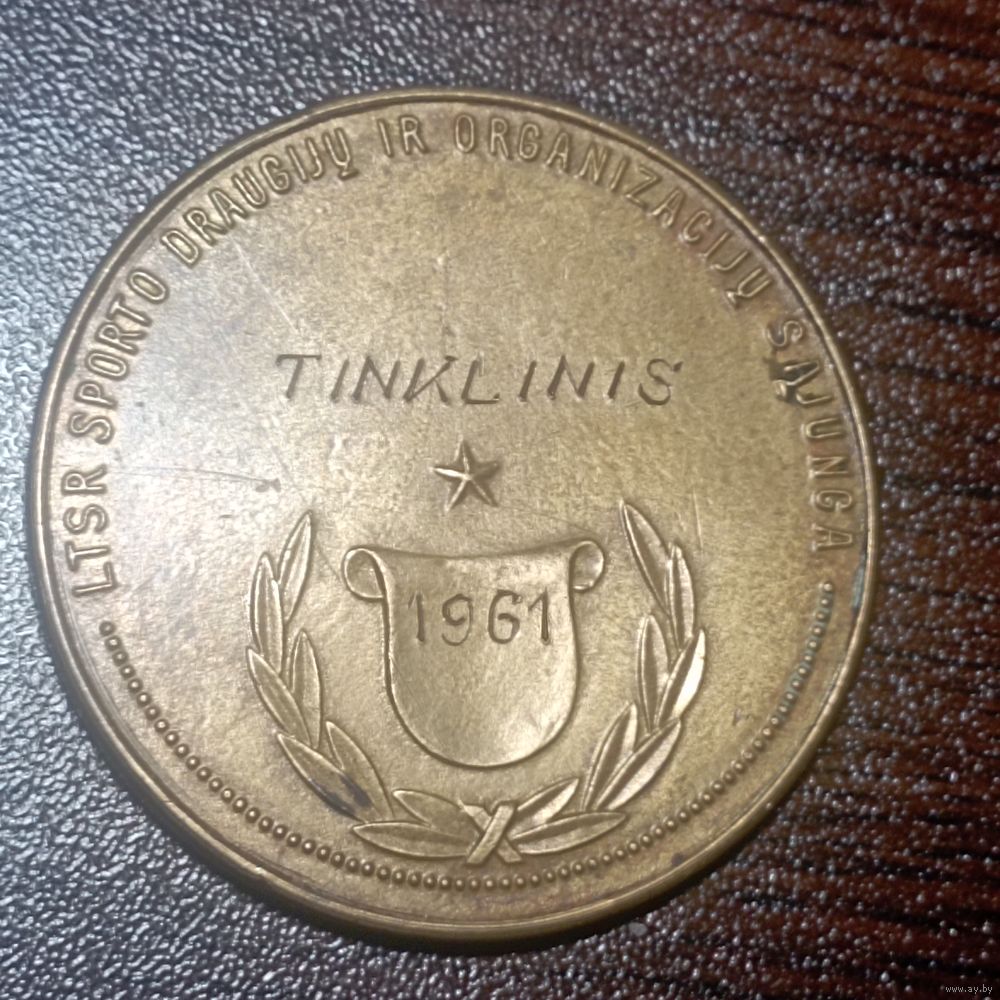 LTSR SPORTO DRAUGIJŲ IR ORGANIZACIJŲ SĄJUNGA
TINKLINIS
1961
www.ay.by